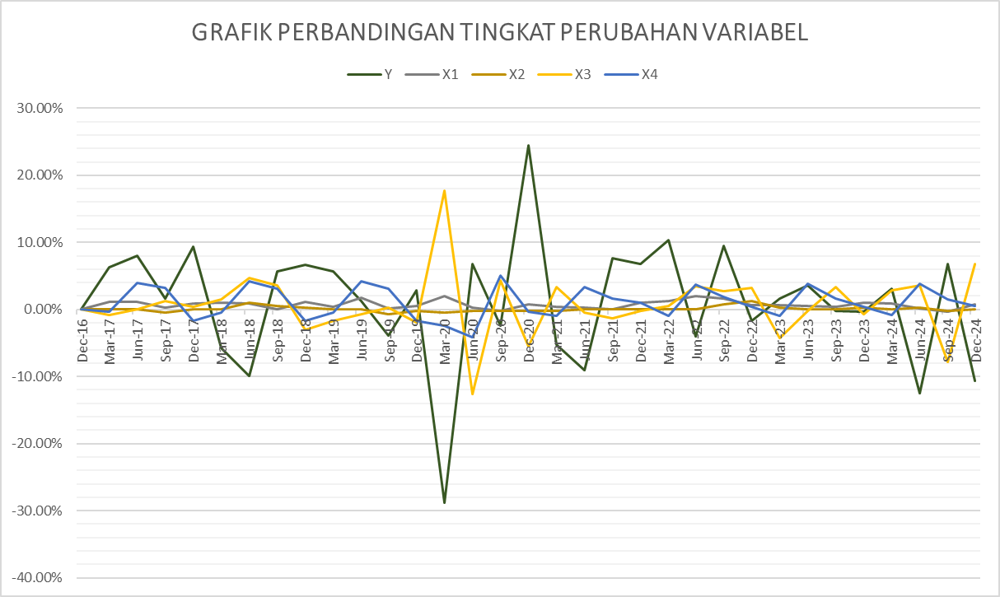 GRAFIK PERBANDINGAN TINGKAT PERUBAHAN VARIABEL
Y X1 X2 X3 X4
30.00%
20.00%
10.00%
0.00%
-10.00%
-20.00%
-30.00%
-40.00%
Dec-16
Mar-17
Jun-17
Sep-17
Dec-17
Mar-18
Jun-18
Sep-18
Dec-18
Mar-19
Jun-19
Sep-19
Dec-19
Mar-20
Jun-20
Sep-20
Dec-20
Mar-21
Jun-21
Sep-21
Dec-21
Mar-22
Jun-22
Sep-22
Dec-22
Mar-23
Jun-23
Sep-23
Dec-23
Mar-24
Jun-24
Sep-24
Dec-24